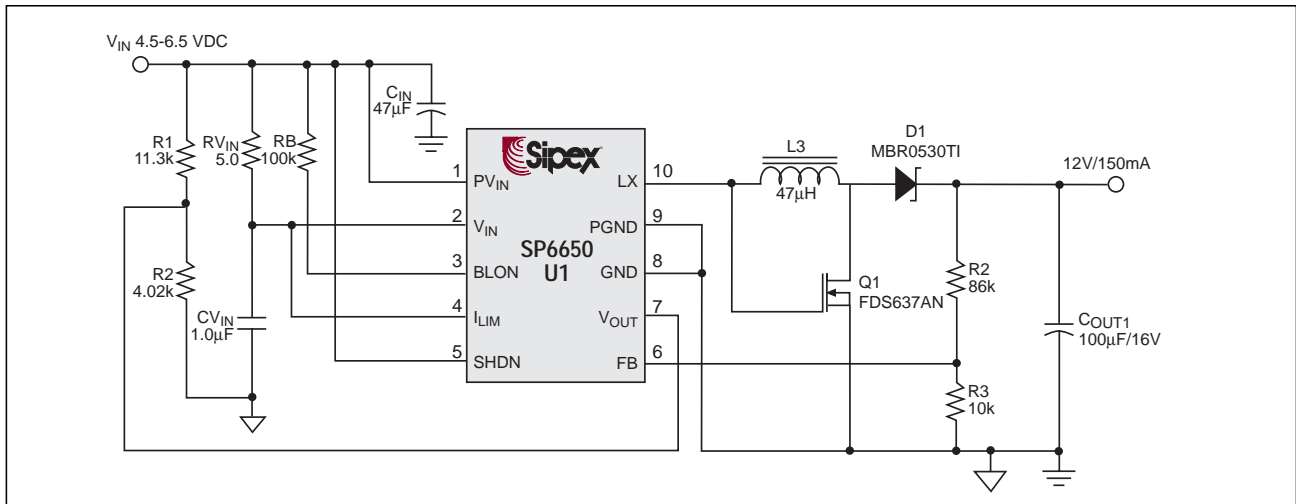 V_IN 4.5-6.5 VDC
C_IN
47µF
R1
11.3k
RV_IN
5.0
RB
100k
R2
4.02k
CV_IN
1.0µF
Sipex®
SP6650
U1
1
PV_IN
2
V_IN
3
BLON
4
I_LIM
5
SHDN
10
LX
9
PGND
8
GND
7
V_OUT
6
FB
L3
47µH
D1
MBR0530TI
12V/150mA
Q1
FDS637AN
R2
86k
R3
10k
C_OUT1
100µF/16V